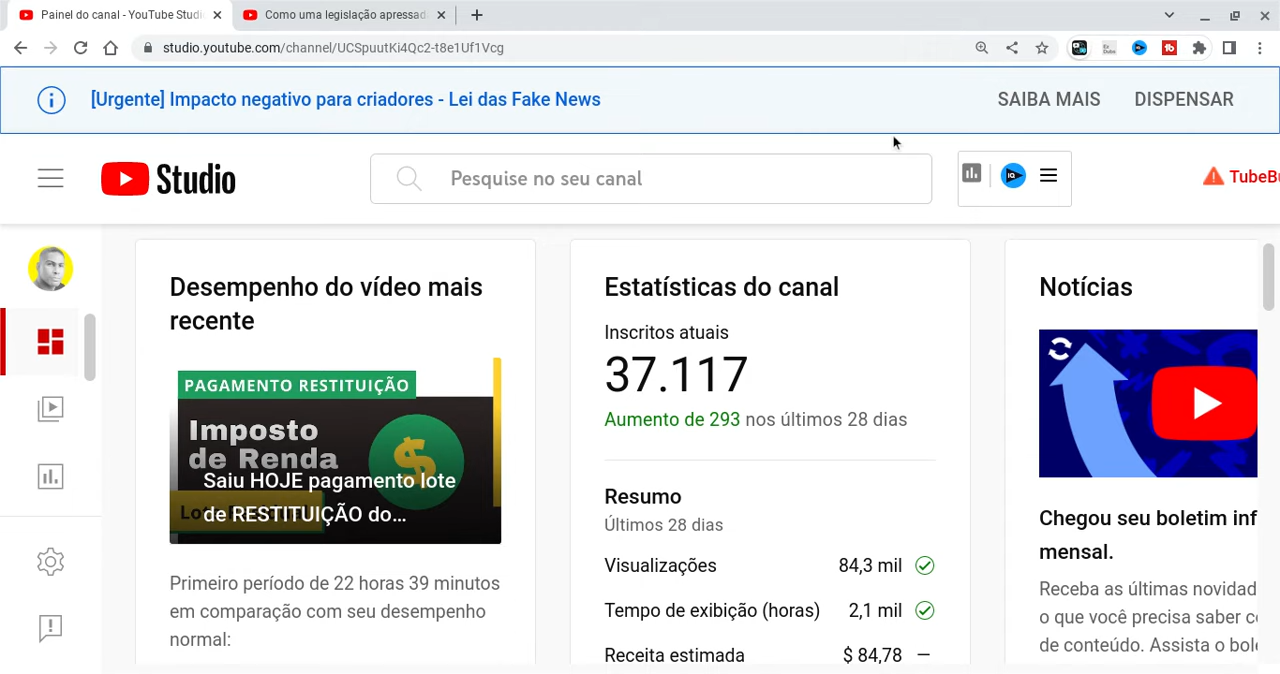 Painel do canal - YouTube Studi
Como uma legislação apressad
studio.youtube.com/channel/UCSpuutKi4Qc2-t8e1Uf1Vcg
[Urgente] Impacto negativo para criadores - Lei das Fake News
SAIBA MAIS
DISPENSAR
Studio
Pesquise no seu canal
TubeBu
Desempenho do vídeo mais
recente
PAGAMENTO RESTITUIÇÃO
Imposto
de Renda
Saiu HOJE pagamento lote
de RESTITUIÇÃO do...
Primeiro período de 22 horas 39 minutos
em comparação com seu desempenho
normal:
Estatísticas do canal
Inscritos atuais
37.117
Aumento de 293 nos últimos 28 dias
Resumo
Últimos 28 dias
Visualizações 84,3 mil
Tempo de exibição (horas) 2,1 mil
Receita estimada $ 84,78 —
Notícias
Chegou seu boletim inf
mensal.
Receba as últimas novidad
o que você precisa saber c
de conteúdo. Assista o bole